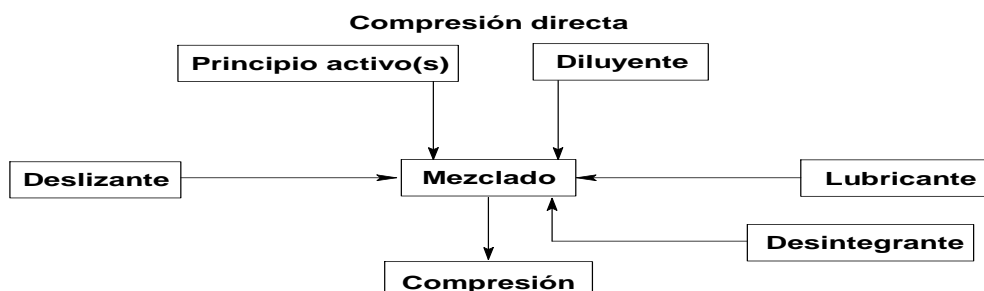 Compresión directa
Principio activo(s)
Diluyente
Deslizante
Mezclado
Lubricante
Desintegrante
Compresión